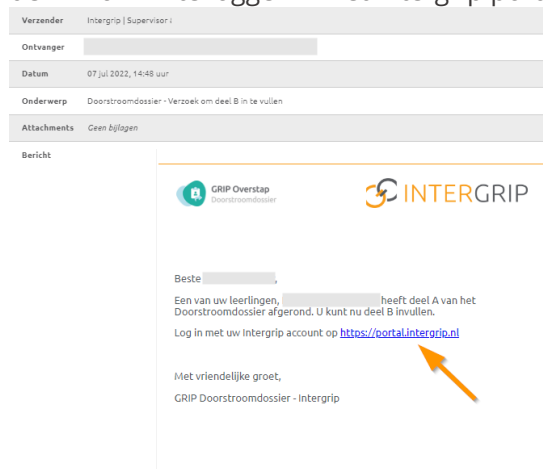 Verzender Intergrip | Supervisor
Ontvanger
Datum 07 jul 2022, 14:48 uur
Onderwerp Doorstroomdossier - Verzoek om deel B in te vullen
Attachments Geen bijlagen
Bericht
GRIP Overstap
Doorstroomdossier
INTERGRIP
Beste ,
Een van uw leerlingen, heeft deel A van het
Doorstroomdossier afgerond. U kunt nu deel B invullen.
Log in met uw Intergrip account op https://portal.intergrip.nl
Met vriendelijke groet,
GRIP Doorstroomdossier - Intergrip